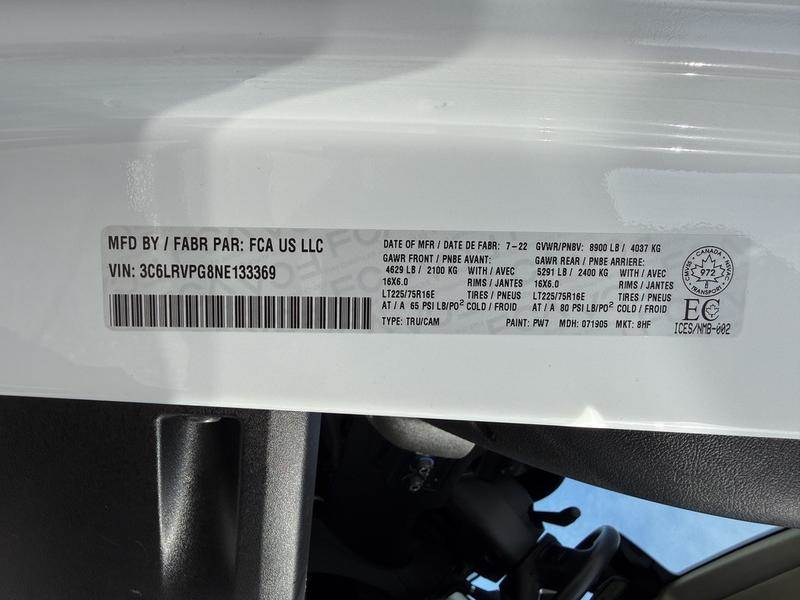 MFD BY / FABR PAR: FCA US LLC
VIN: 3C6LRVPG8NE133369
DATE OF MFR / DATE DE FABR: 7-22 GVWR/PNBV: 8900 LB / 4037 KG
GAWR FRONT / PNBE AVANT: GAWR REAR / PNBE ARRIERE:
4629 LB / 2100 KG WITH/AVEC 5291 LB / 2400 KG WITH/AVEC
16X6.0 RIMS / JANTES 16X6.0 RIMS / JANTES
LT225/75R16E TIRES / PNEUS LT225/75R16E TIRES / PNEUS
AT / A 65 PSI LB/PO² COLD / FROID AT / A 80 PSI LB/PO² COLD / FROID
TYPE: TRU/CAM PAINT: PW7 MDH: 071905 MKT: 8HF
CANADA
972
TRANSPORT
EC
ICES/NMB-002